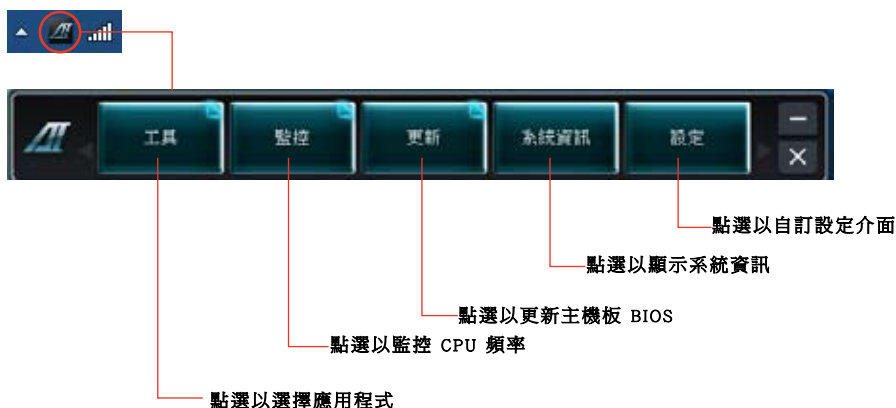 工具 監控 更新 系統資訊 設定
點選以自訂設定介面
點選以顯示系統資訊
點選以更新主機板 BIOS
點選以監控 CPU 頻率
點選以選擇應用程式